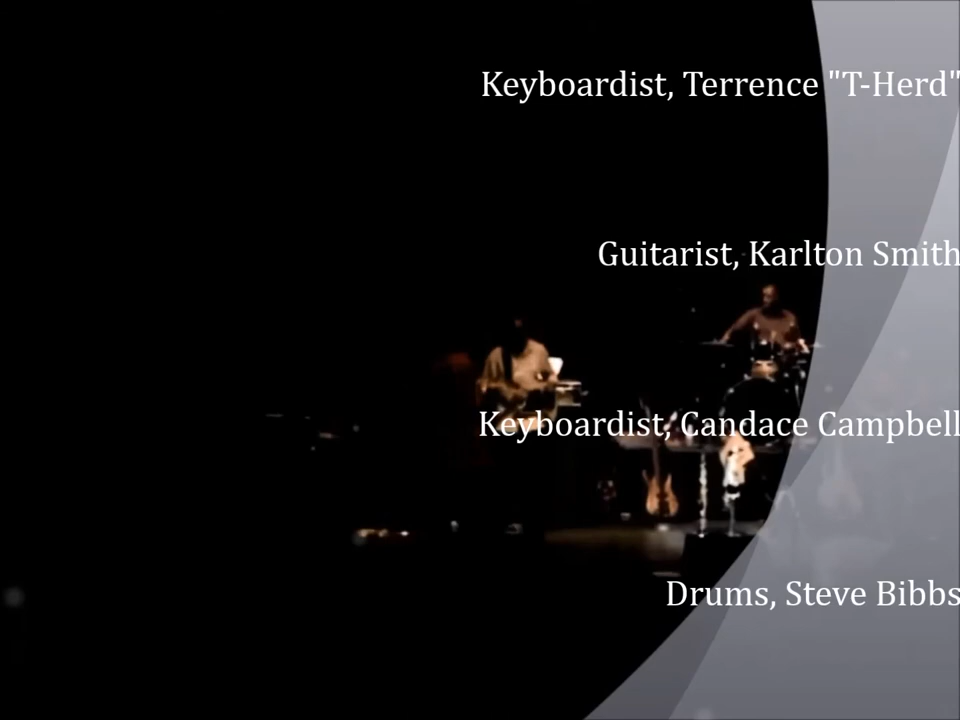 Keyboardist, Terrence "T-Herd"
Guitarist, Karlton Smith
Keyboardist, Candace Campbell
Drums, Steve Bibbs